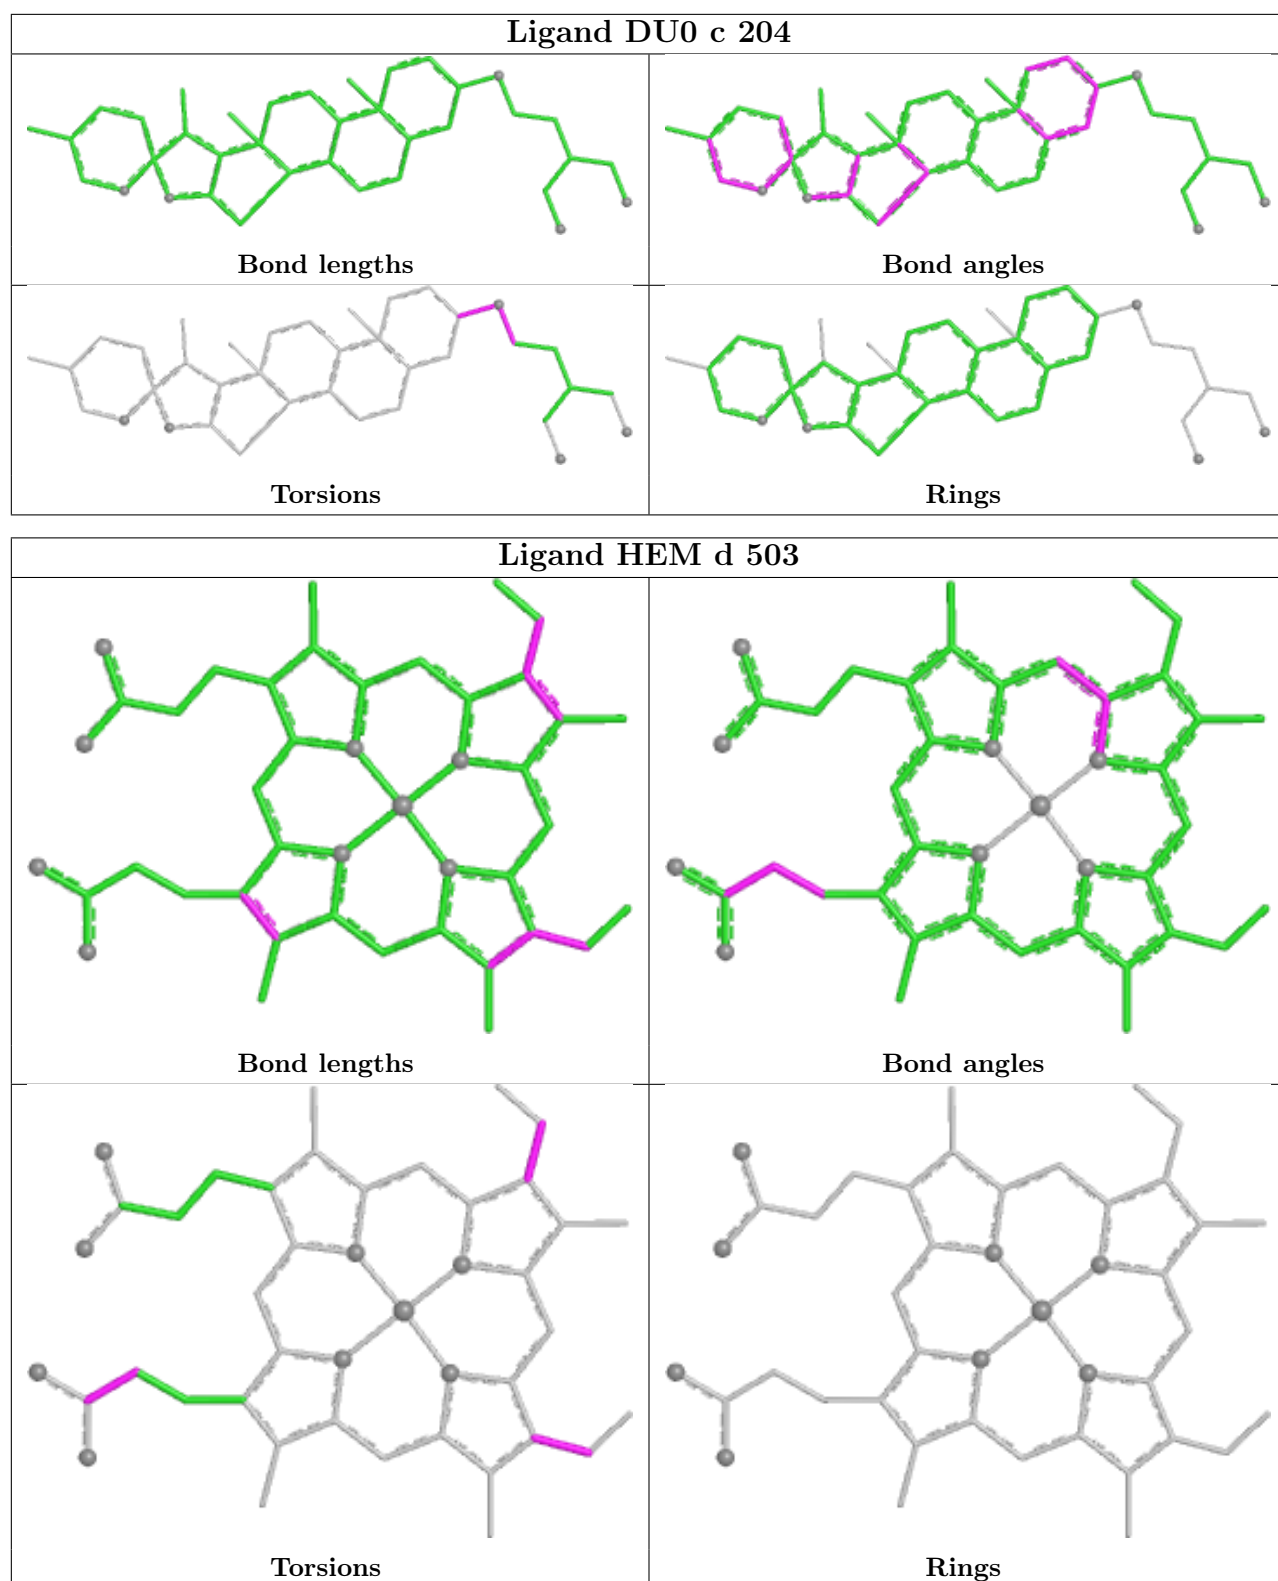 Ligand DU0 c 204
Bond lengths
Bond angles
Torsions
Rings
Ligand HEM d 503
Bond lengths
Bond angles
Torsions
Rings